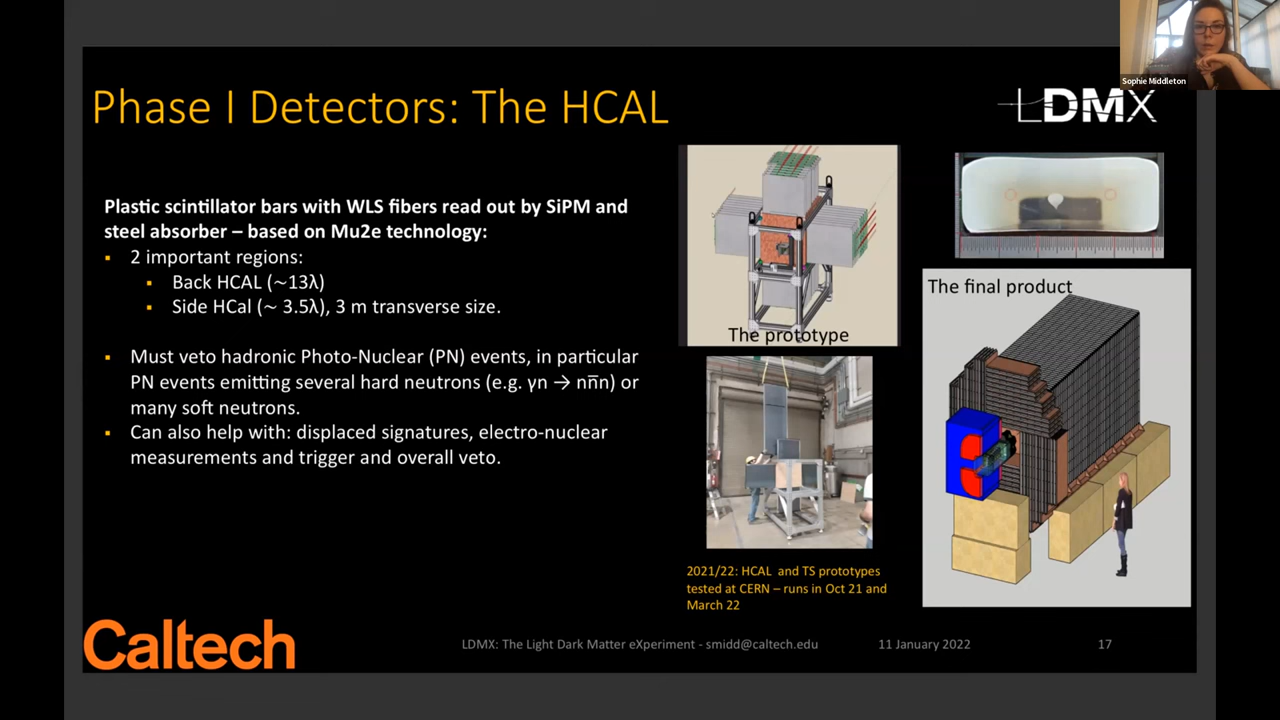 Sophie Middleton
Phase I Detectors: The HCAL
LDMX
Plastic scintillator bars with WLS fibers read out by SiPM and
steel absorber – based on Mu2e technology:
2 important regions:
Back HCAL (~13λ)
Side HCal (~ 3.5λ), 3 m transverse size.
Must veto hadronic Photo-Nuclear (PN) events, in particular
PN events emitting several hard neutrons (e.g. γn → nn̅n) or
many soft neutrons.
Can also help with: displaced signatures, electro-nuclear
measurements and trigger and overall veto.
The prototype
The final product
2021/22: HCAL and TS prototypes
tested at CERN – runs in Oct 21 and
March 22
Caltech
LDMX: The Light Dark Matter eXperiment - smidd@caltech.edu
11 January 2022
17